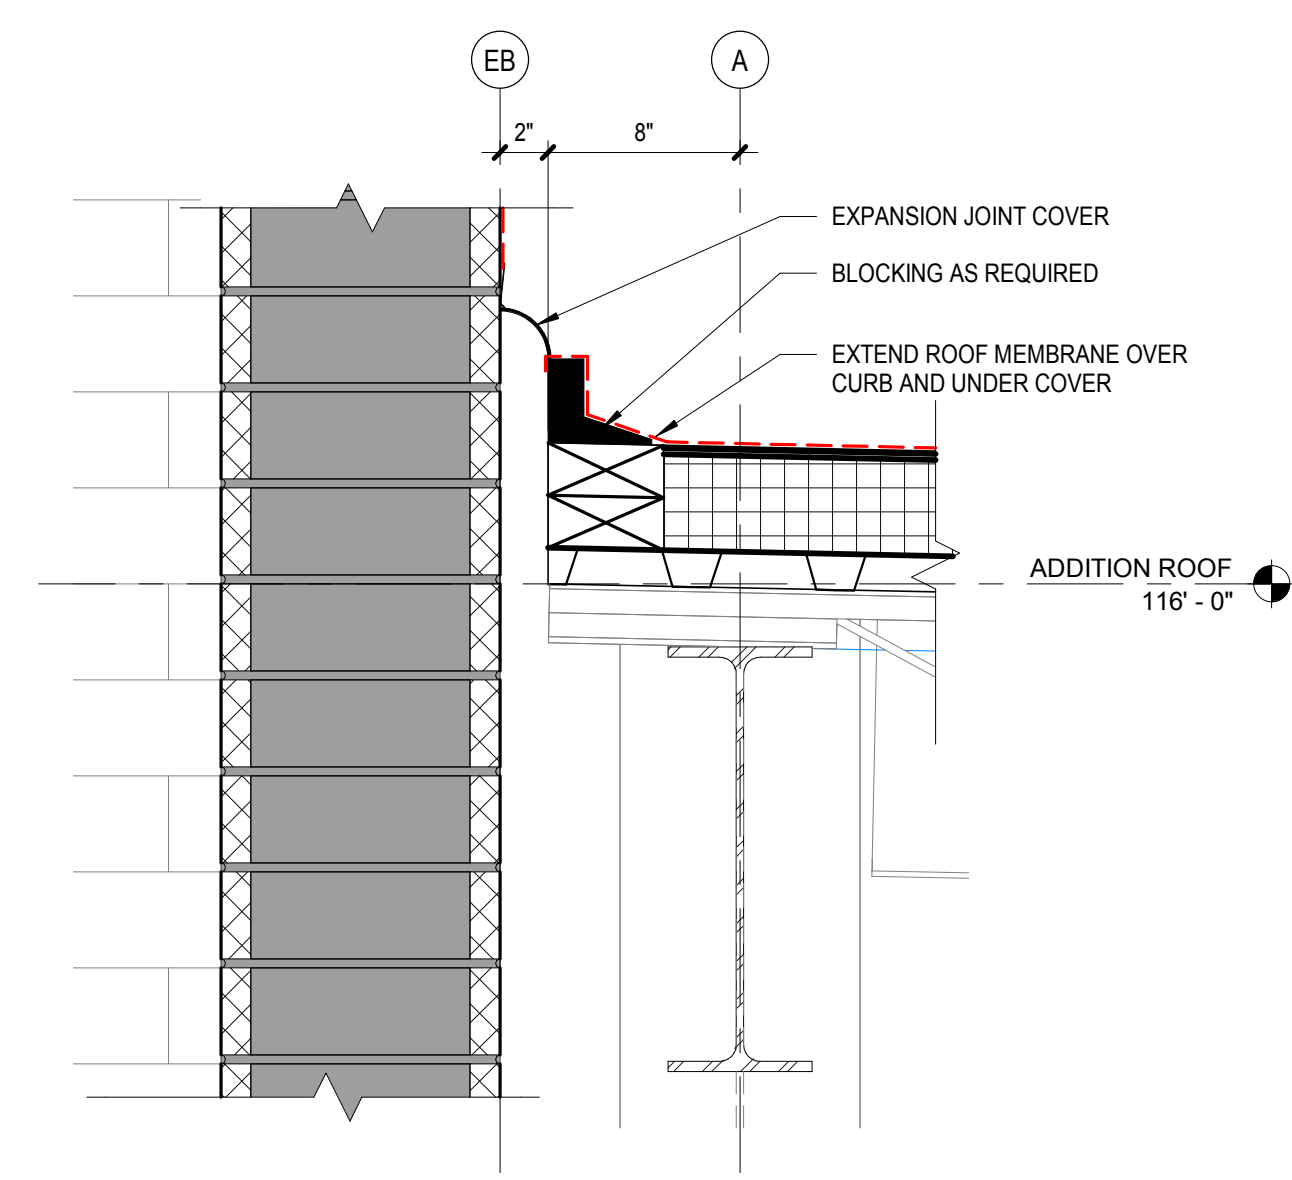 EB
A
2"
8"
EXPANSION JOINT COVER
BLOCKING AS REQUIRED
EXTEND ROOF MEMBRANE OVER
CURB AND UNDER COVER
ADDITION ROOF
116' - 0"